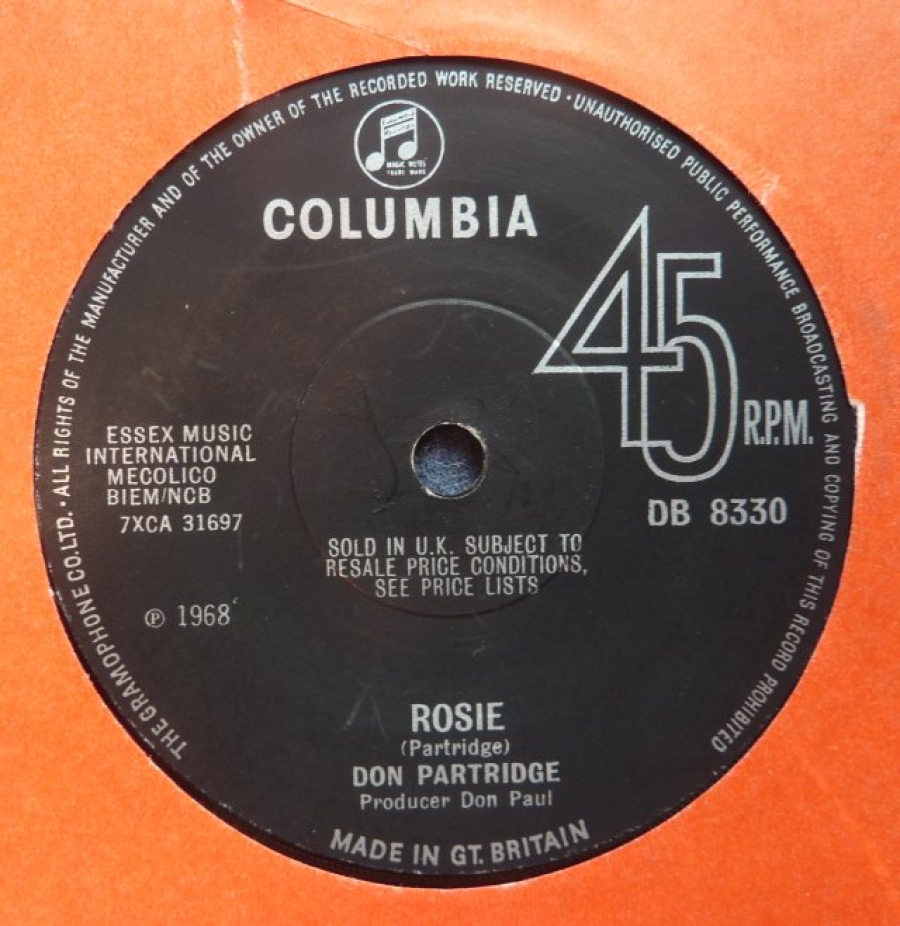 THE GRAMOPHONE CO.LTD. · ALL RIGHTS OF THE MANUFACTURER AND OF THE OWNER OF THE RECORDED WORK RESERVED · UNAUTHORISED PUBLIC PERFORMANCE BROADCASTING AND COPYING OF THIS RECORD PROHIBITED
Columbia
Records
MAGIC NOTES
TRADE MARK
COLUMBIA
45
R.P.M.
ESSEX MUSIC
INTERNATIONAL
MECOLICO
BIEM/NCB
7XCA 31697
DB 8330
SOLD IN U.K. SUBJECT TO
RESALE PRICE CONDITIONS,
SEE PRICE LISTS
℗ 1968
ROSIE
(Partridge)
DON PARTRIDGE
Producer Don Paul
MADE IN GT. BRITAIN